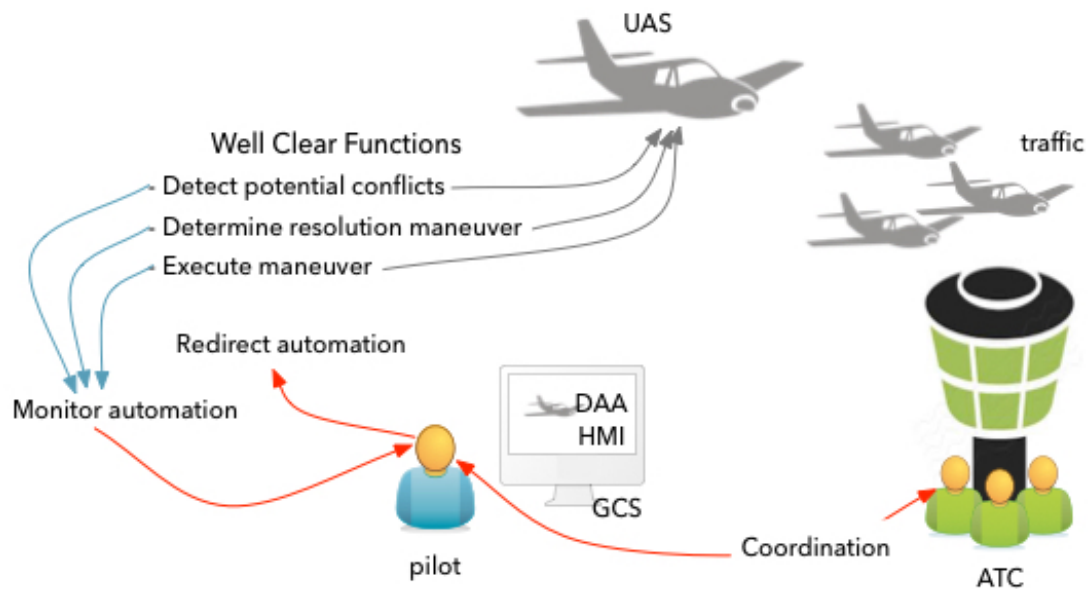 UAS
traffic
Well Clear Functions
- Detect potential conflicts
- Determine resolution maneuver
- Execute maneuver
Redirect automation
Monitor automation
DAA
HMI
GCS
pilot
Coordination
ATC